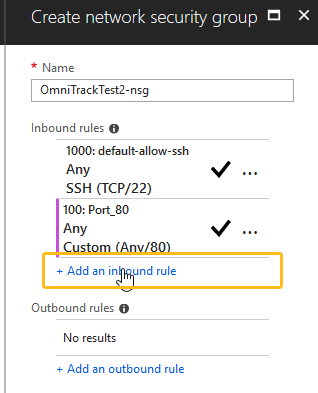 Create network security group
* Name
OmniTrackTest2-nsg
Inbound rules
1000: default-allow-ssh
Any
SSH (TCP/22)
...
100: Port_80
Any
Custom (Any/80)
...
+ Add an inbound rule
Outbound rules
No results
+ Add an outbound rule